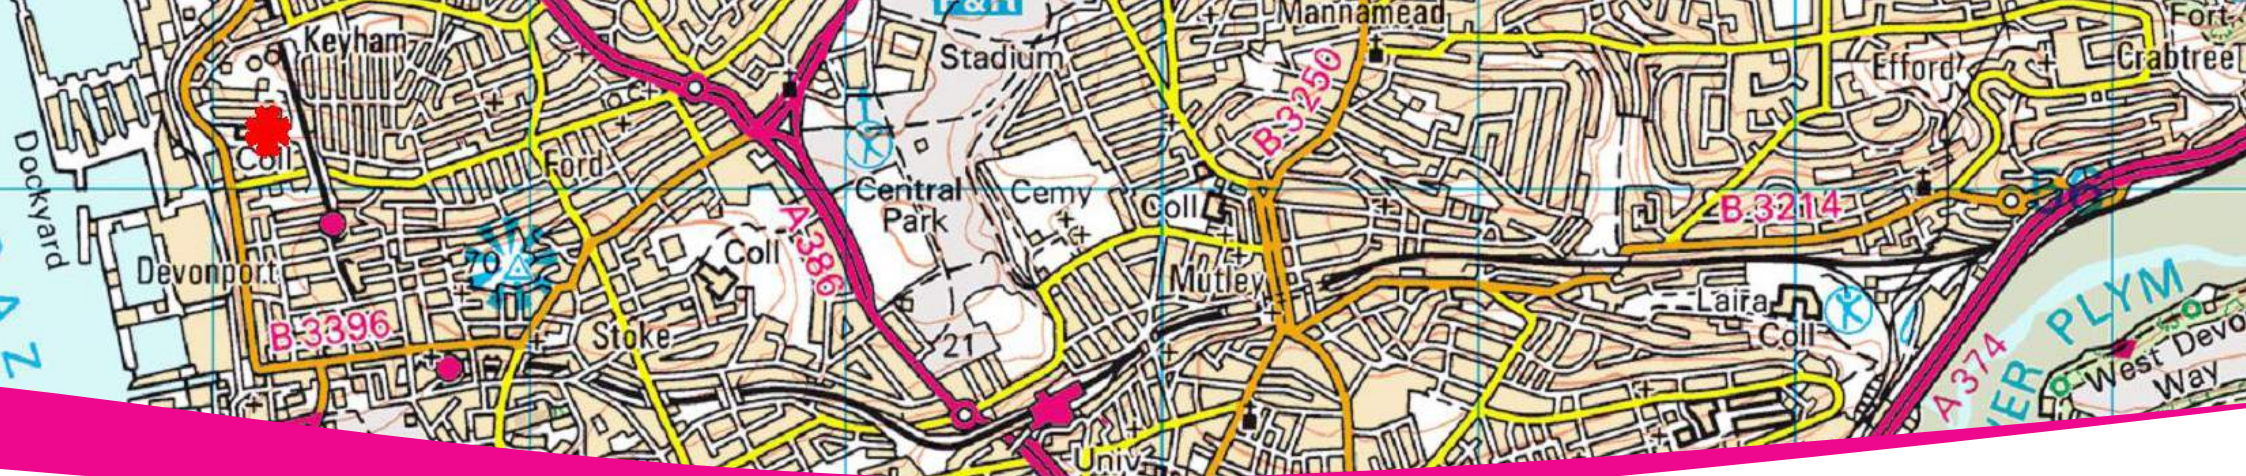 P&R
Mannamead
Fort
Keyham
Stadium
Efford
Crabtree
B 3250
Dockyard
Coll
Ford
Central
Park
Cemy
Coll
B 3214
A 386
Coll
70
Devonport
Mutley
Laira
Coll
PLYM
B 3396
Stoke
21
A 374
West Devo
Way
Univ